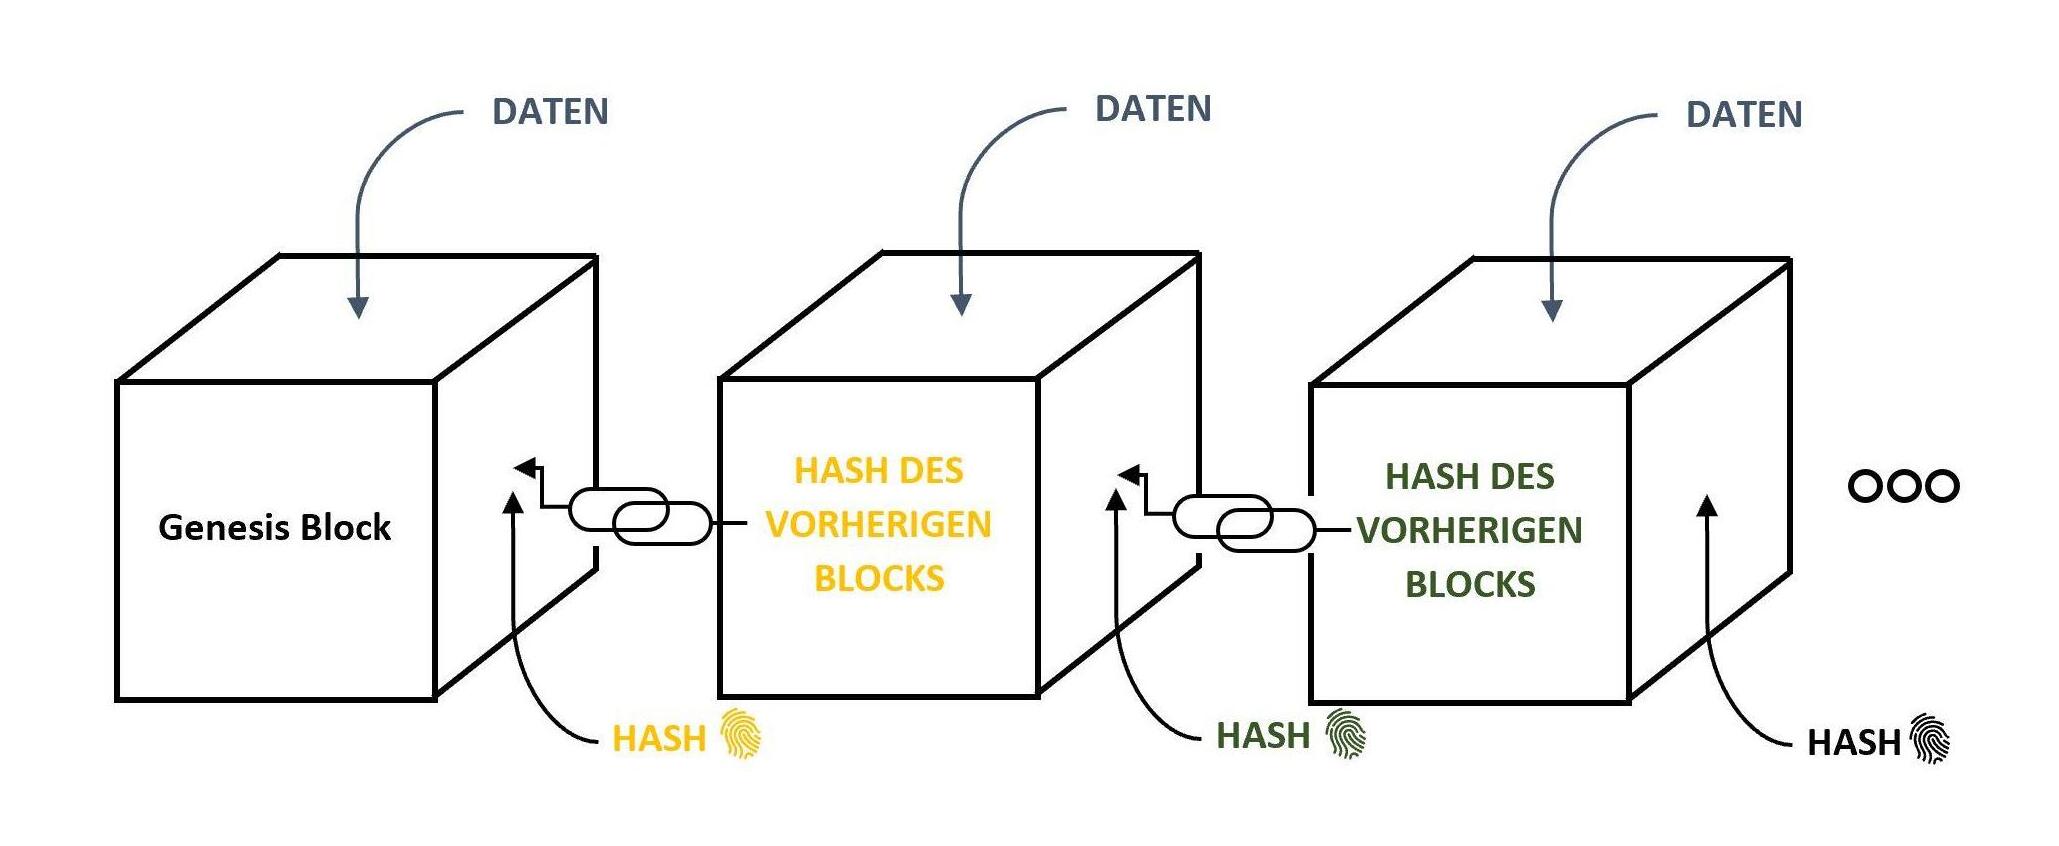 DATEN
DATEN
DATEN
Genesis Block
HASH DES
VORHERIGEN
BLOCKS
HASH DES
VORHERIGEN
BLOCKS
HASH
HASH
HASH